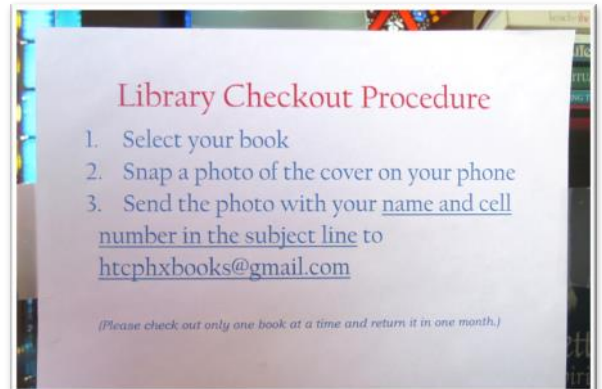 Library Checkout Procedure
1. Select your book
2. Snap a photo of the cover on your phone
3. Send the photo with your name and cell
number in the subject line to
htcphxbooks@gmail.com
(Please check out only one book at a time and return it in one month.)